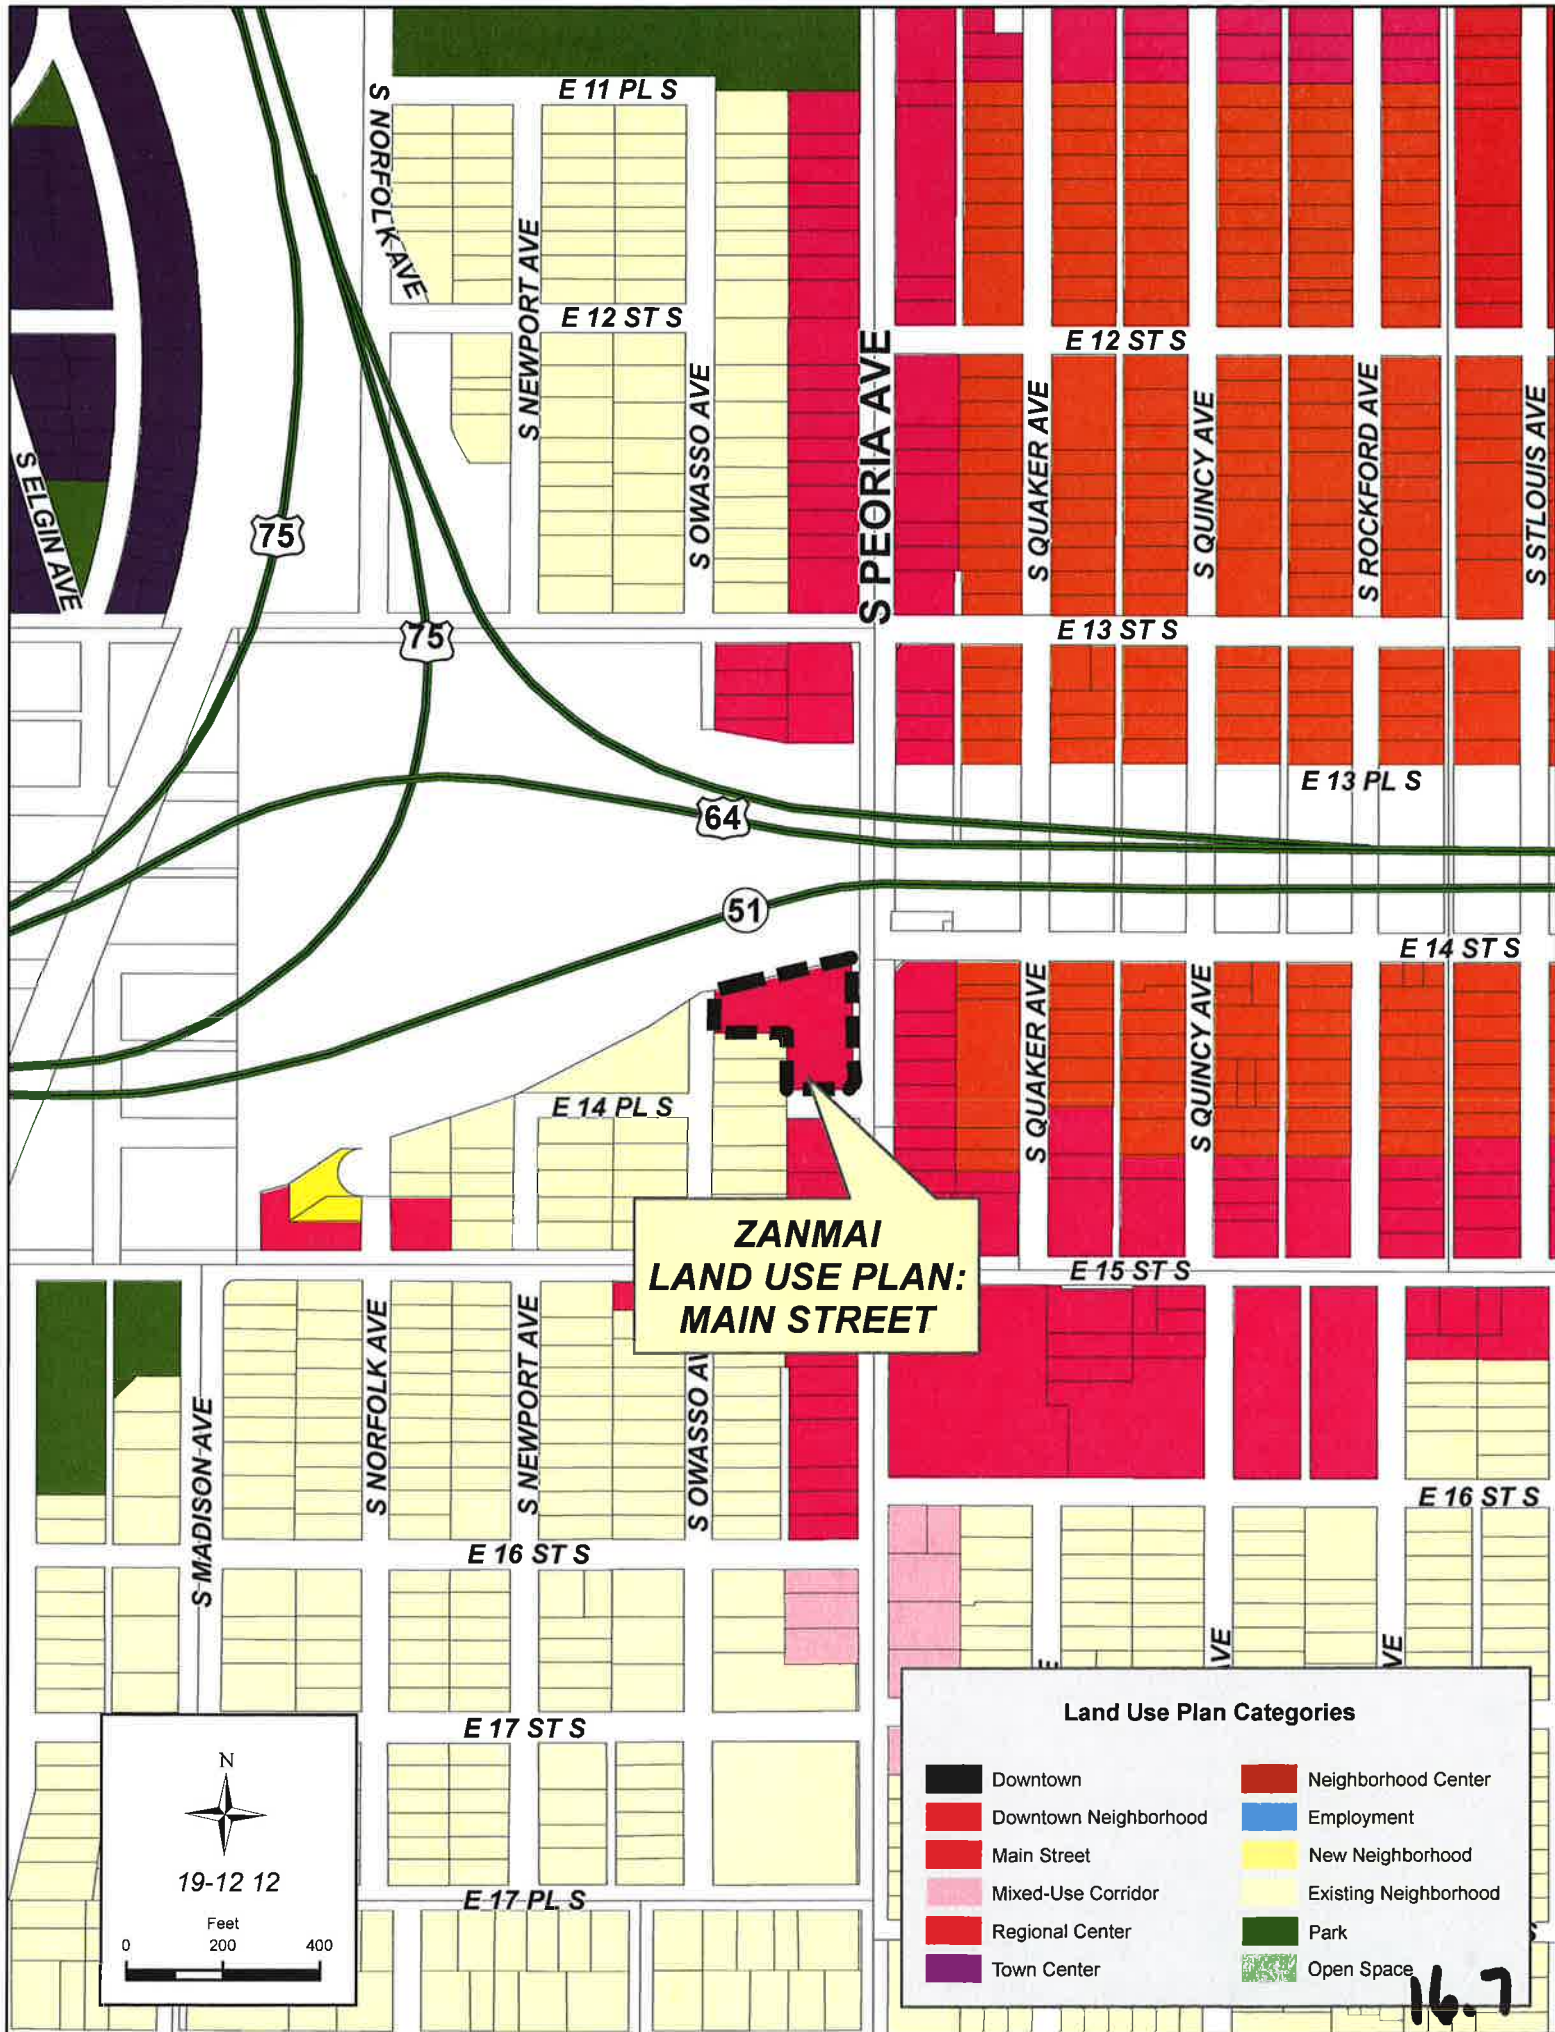 E 11 PL S
S NORFOLK AVE
S NEWPORT AVE
E 12 ST S
E 12 ST S
S OWASSO AVE
S PEORIA AVE
S QUAKER AVE
S QUINCY AVE
S ROCKFORD AVE
S STLOUIS AVE
S ELGIN AVE
75
75
E 13 ST S
E 13 PL S
64
51
E 14 ST S
S QUAKER AVE
S QUINCY AVE
E 14 PL S
ZANMAI
LAND USE PLAN:
MAIN STREET
E 15 ST S
S MADISON AVE
S NORFOLK AVE
S NEWPORT AVE
S OWASSO AV
E 16 ST S
E 16 ST S
E
AVE
VE
E 17 ST S
E 17 PL S
N
19-12 12
Feet
0 200 400
Land Use Plan Categories
Downtown
Downtown Neighborhood
Main Street
Mixed-Use Corridor
Regional Center
Town Center
Neighborhood Center
Employment
New Neighborhood
Existing Neighborhood
Park
Open Space
S
16.7